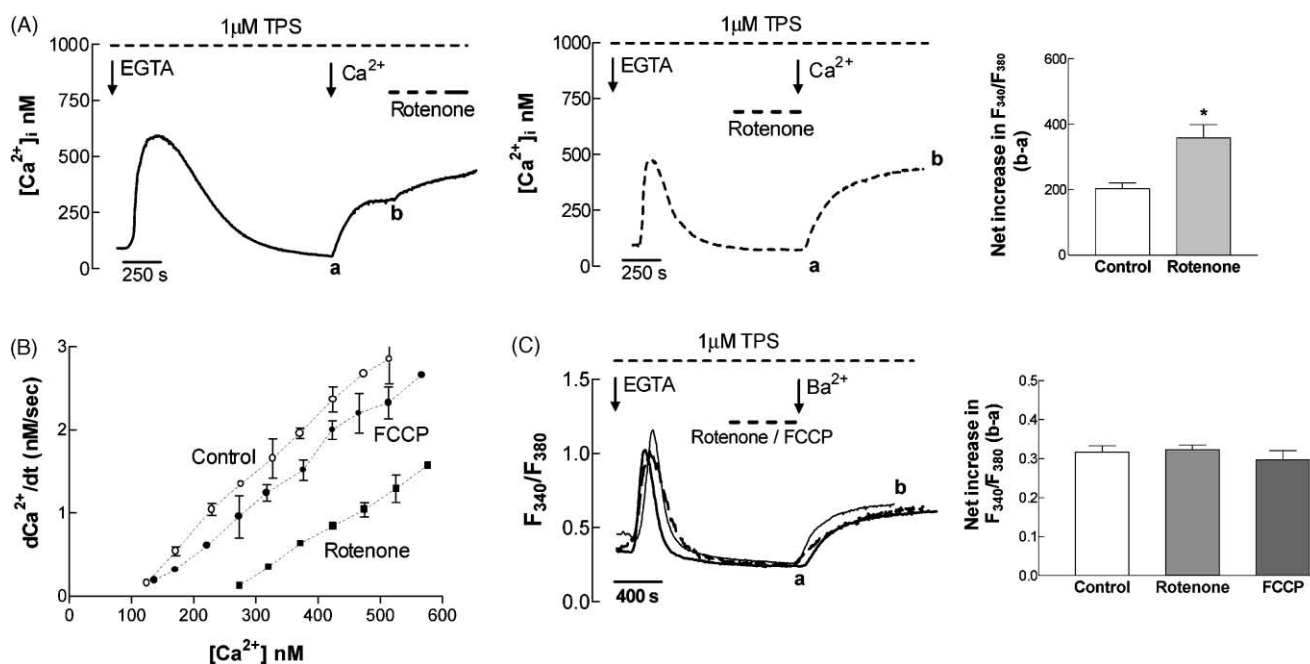 (A)
1µM TPS
1000
750
500
250
0
[Ca²⁺]ᵢ nM
EGTA
Ca²⁺
Rotenone
250 s
a
b
1µM TPS
1000
750
500
250
0
[Ca²⁺]ᵢ nM
EGTA
Ca²⁺
Rotenone
250 s
a
b
Net increase in F₃₄₀/F₃₈₀
(b-a)
600
400
200
0
*
Control
Rotenone
(B)
dCa²⁺/dt (nM/sec)
3
2
1
0
Control
FCCP
Rotenone
0
100
200
300
400
500
600
[Ca²⁺] nM
(C)
1µM TPS
1.5
1.0
0.5
0.0
F₃₄₀/F₃₈₀
EGTA
Ba²⁺
Rotenone / FCCP
400 s
a
b
Net increase in
F₃₄₀/F₃₈₀ (b-a)
0.5
0.4
0.3
0.2
0.1
0.0
Control
Rotenone
FCCP